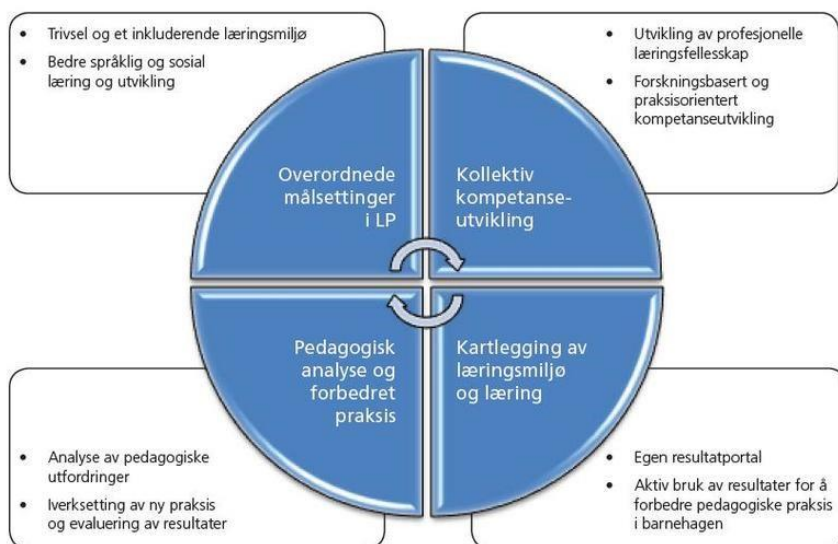 • Trivsel og et inkluderende læringsmiljø
• Bedre språklig og sosial
læring og utvikling
• Utvikling av profesjonelle
læringsfellesskap
• Forskningsbasert og
praksisorientert
kompetanseutvikling
Overordnede
målsettinger
i LP
Kollektiv
kompetanse-
utvikling
Pedagogisk
analyse og
forbedret
praksis
Kartlegging av
læringsmiljø
og læring
• Analyse av pedagogiske
utfordringer
• Iverksetting av ny praksis
og evaluering av resultater
• Egen resultatportal
• Aktiv bruk av resultater for å
forbedre pedagogiske praksis
i barnehagen